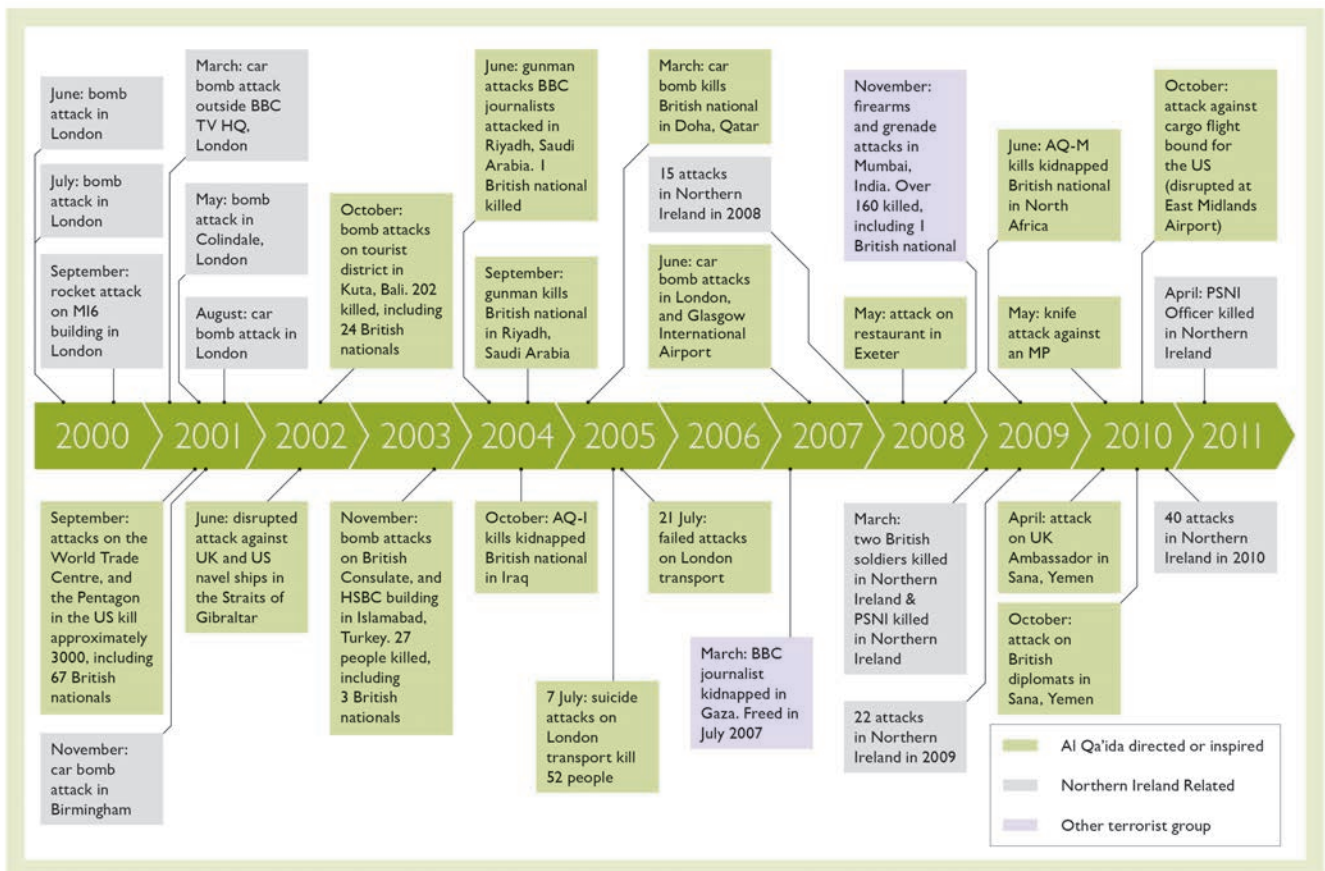 June: bomb
attack in
London
July: bomb
attack in
London
September:
rocket attack
on MI6
building in
London
March: car
bomb attack
outside BBC
TV HQ,
London
May: bomb
attack in
Colindale,
London
August: car
bomb attack in
London
October:
bomb attacks
on tourist
district in
Kuta, Bali. 202
killed, including
24 British
nationals
June: gunman
attacks BBC
journalists
attacked in
Riyadh, Saudi
Arabia. 1
British national
killed
September:
gunman kills
British
national
in Riyadh,
Saudi Arabia
March: car
bomb kills
British national
in Doha, Qatar
15 attacks
in Northern
Ireland in 2008
June: car
bomb attacks
in London,
and Glasgow
International
Airport
November:
firearms
and grenade
attacks in
Mumbai,
India. Over
160 killed,
including 1
British national
May: attack on
restaurant in
Exeter
June: AQ-M
kills kidnapped
British national
in North
Africa
May: knife
attack against
an MP
October:
attack against
cargo flight
bound for
the US
(disrupted at
East Midlands
Airport)
April: PSNI
Officer killed
in Northern
Ireland
2000
2001
2002
2003
2004
2005
2006
2007
2008
2009
2010
2011
September:
attacks on the
World Trade
Centre, and
the Pentagon
in the US kill
approximately
3000, including
67 British
nationals
November:
car bomb
attack in
Birmingham
June: disrupted
attack against
UK and US
navel ships in
the Straits of
Gibraltar
November:
bomb attacks
on British
Consulate, and
HSBC building
in Islamabad,
Turkey. 27
people killed,
including
3 British
nationals
October: AQ-I
kills kidnapped
British national
in Iraq
7 July: suicide
attacks on
London
transport kill
52 people
21 July:
failed attacks
on London
transport
March: BBC
journalist
kidnapped in
Gaza. Freed in
July 2007
March:
two British
soldiers killed
in Northern
Ireland &
PSNI killed
in Northern
Ireland
22 attacks
in Northern
Ireland in 2009
April: attack
on UK
Ambassador in
Sana, Yemen
October:
attack on
British
diplomats in
Sana, Yemen
40 attacks
in Northern
Ireland in 2010
Al Qa'ida directed or inspired
Northern Ireland Related
Other terrorist group